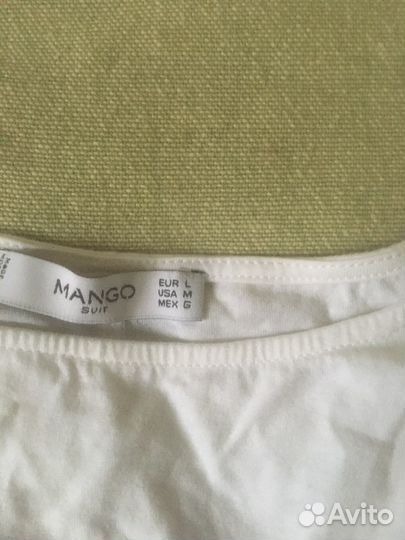 MANGO
SUIT
EUR L
USA M
MEX G
Avito